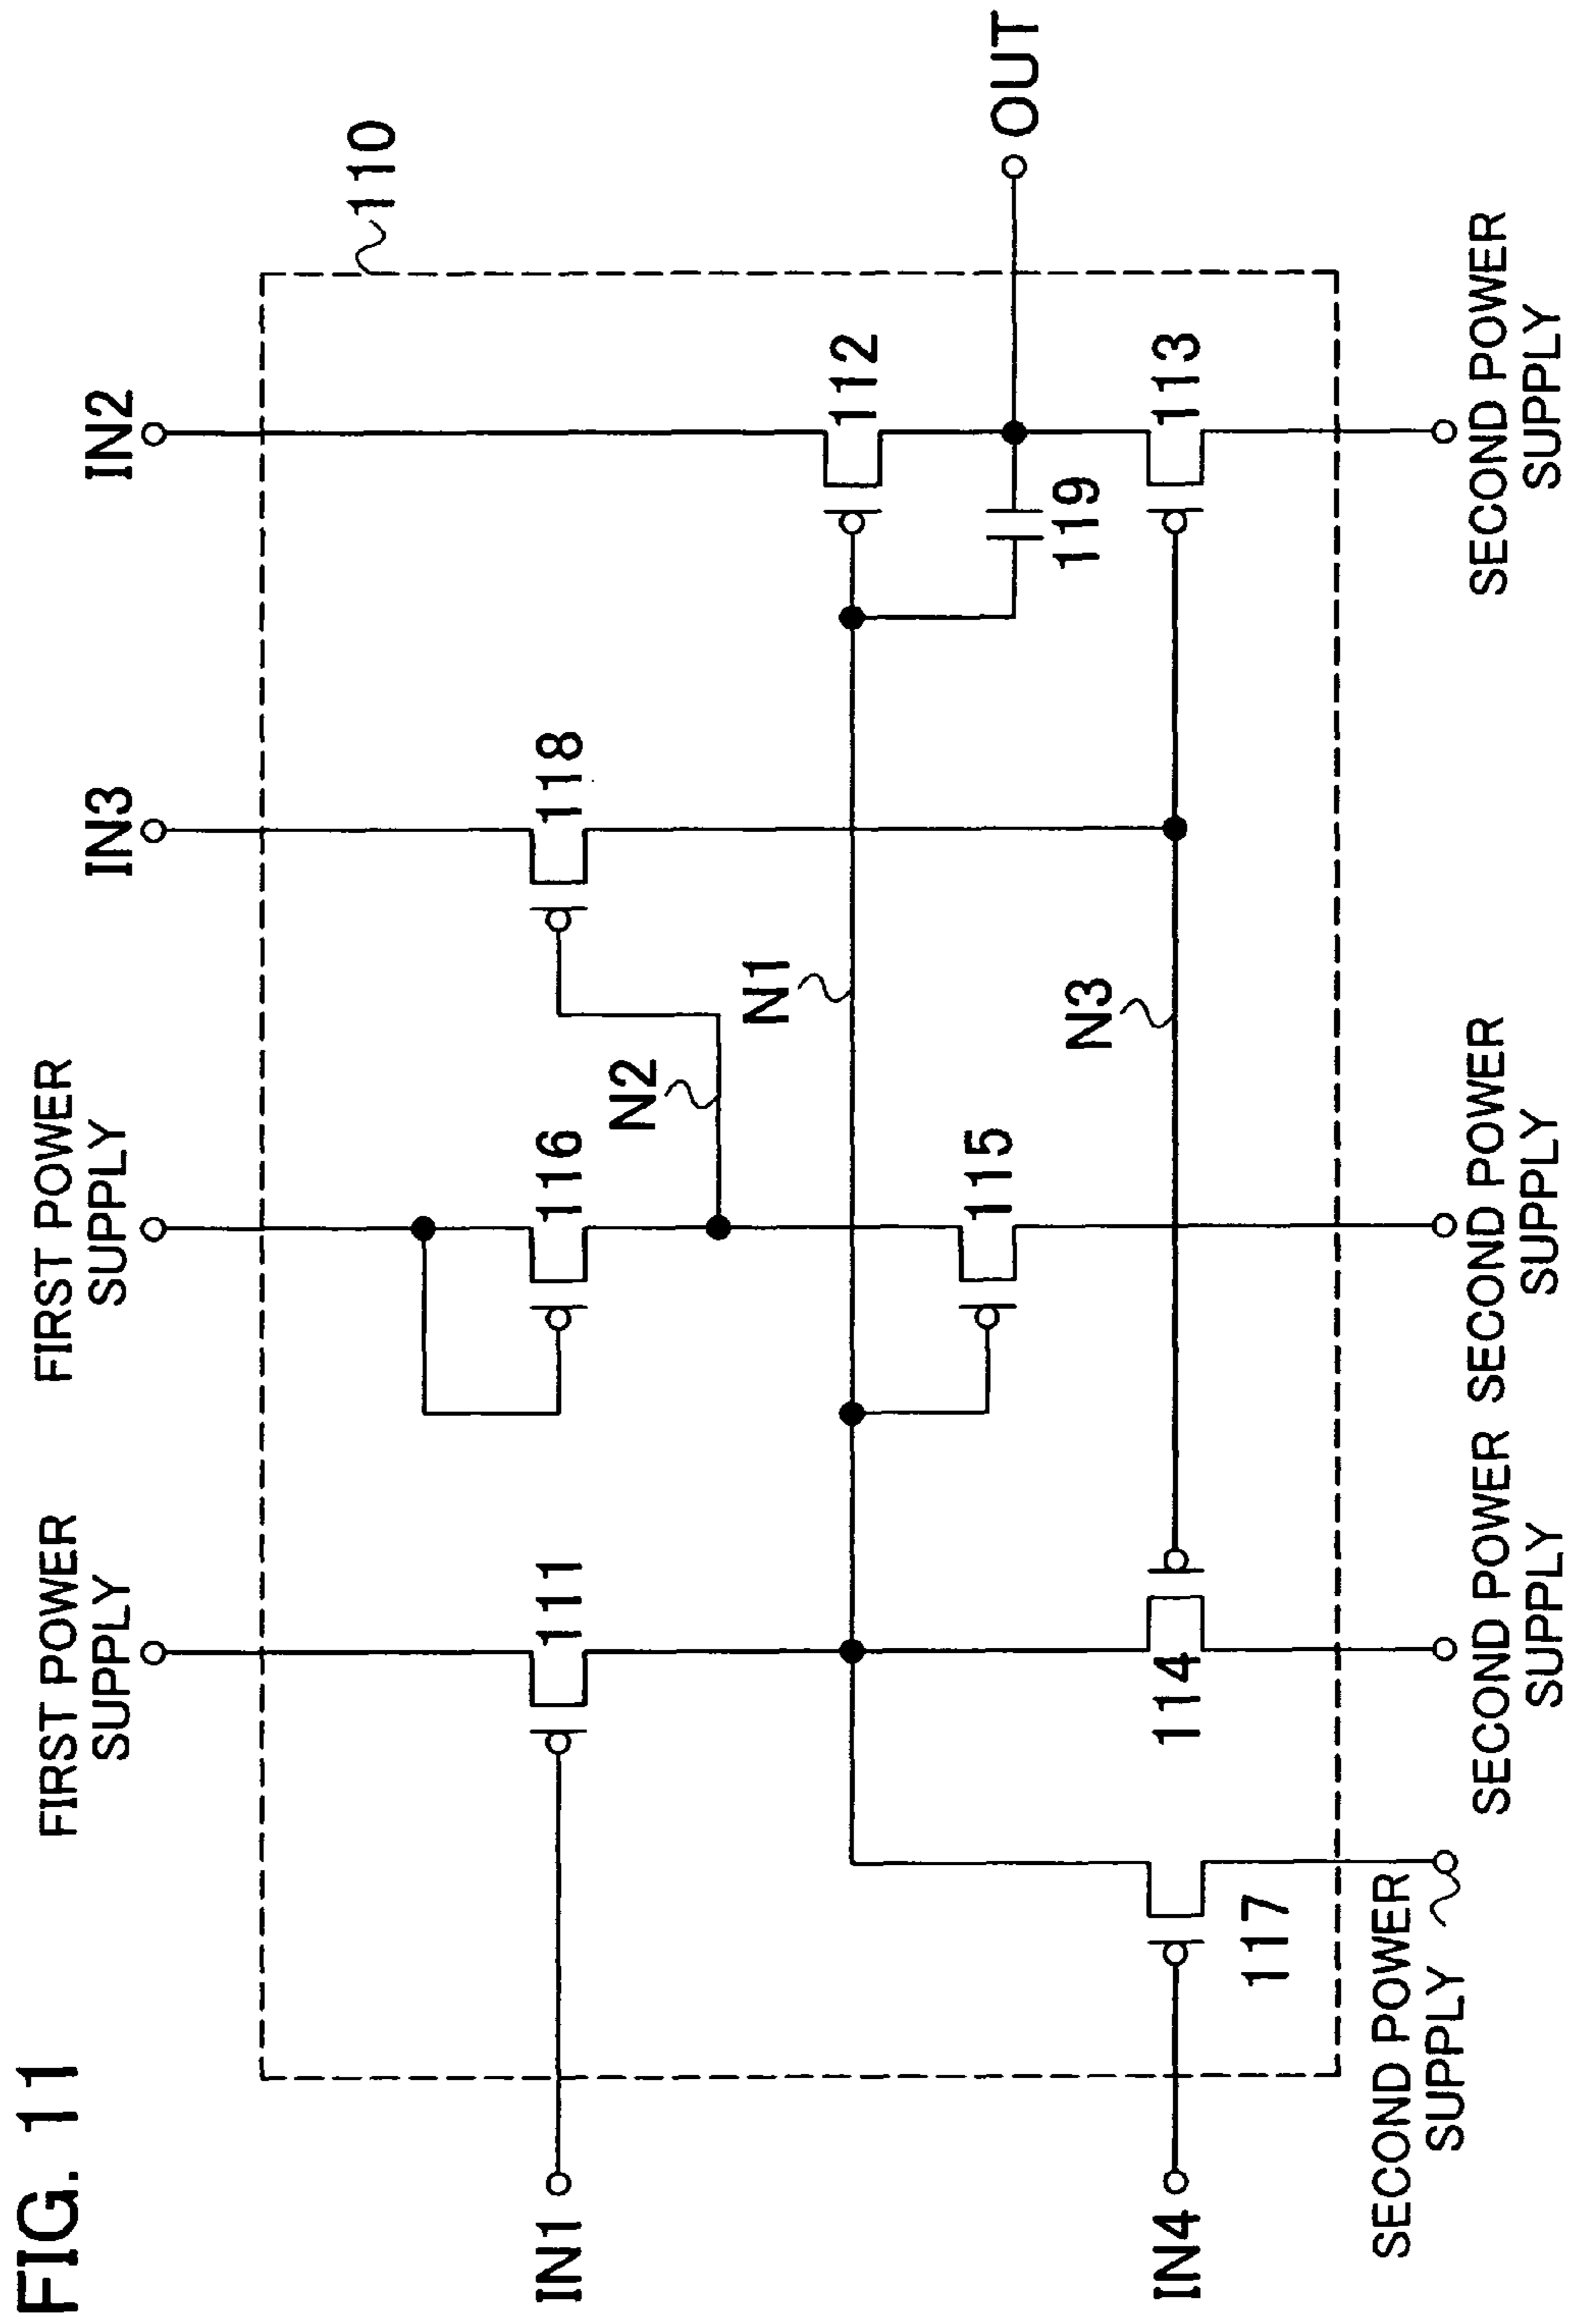 FIG. 11
FIRST POWER
SUPPLY
FIRST POWER
SUPPLY
IN3
IN2
110
IN1
111
116
118
N2
N1
112
OUT
115
119
N3
IN4
114
113
117
SECOND POWER
SUPPLY
SECOND POWER
SUPPLY
SECOND POWER
SUPPLY
SECOND POWER
SUPPLY